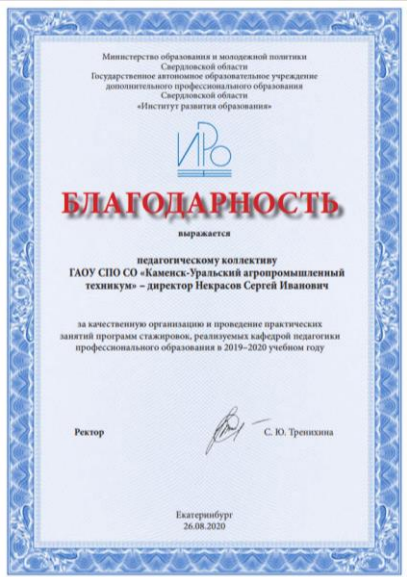 Министерство образования и молодежной политики
Свердловской области
Государственное автономное образовательное учреждение
дополнительного профессионального образования
Свердловской области
«Институт развития образования»
ИРО
БЛАГОДАРНОСТЬ
выражается
педагогическому коллективу
ГАОУ СПО СО «Каменск-Уральский агропромышленный
техникум» – директор Некрасов Сергей Иванович
за качественную организацию и проведение практических
занятий программ стажировок, реализуемых кафедрой педагогики
профессионального образования в 2019–2020 учебном году
Ректор С. Ю. Тренихина
Екатеринбург
26.08.2020